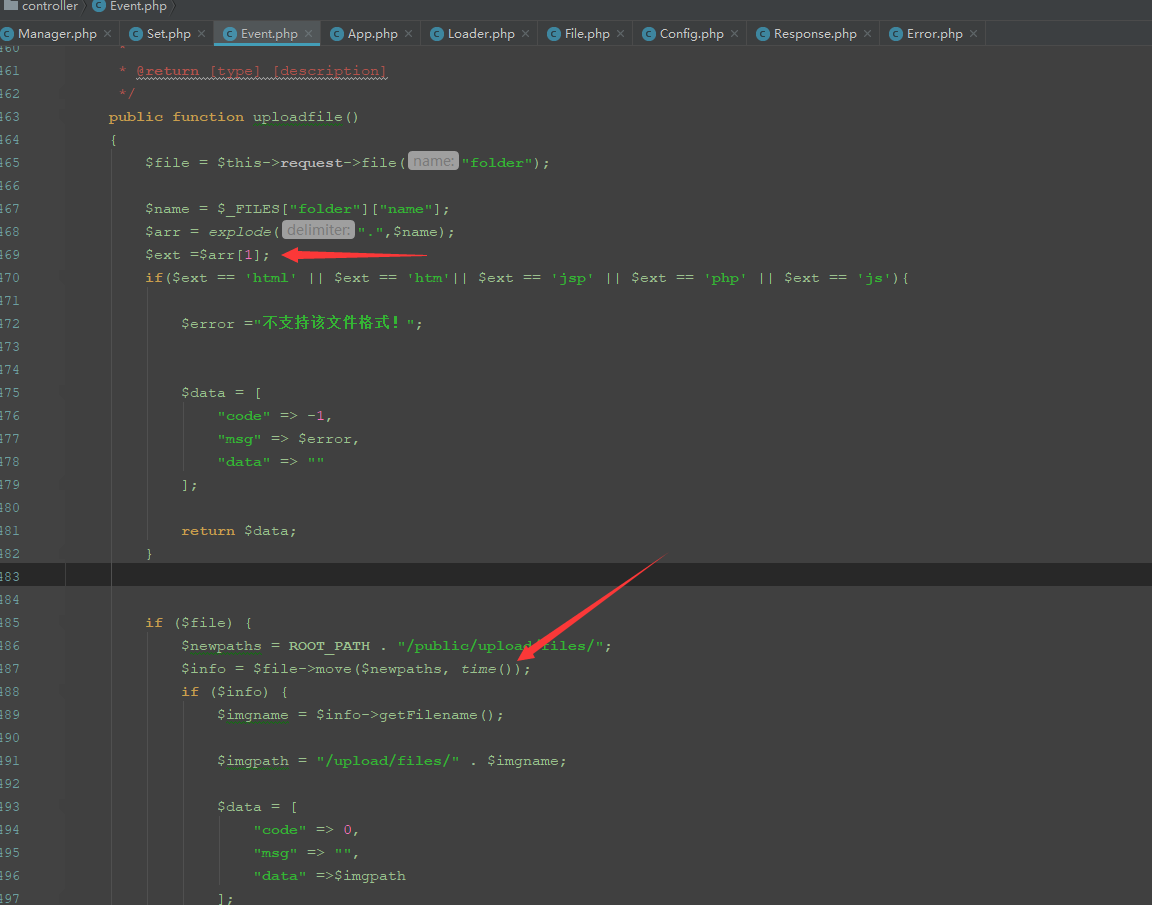 controller
Event.php
Manager.php × Set.php × Event.php × App.php × Loader.php × File.php × Config.php × Response.php × Error.php ×
460 *
461 * @return [type] [description]
462 */
463 public function uploadfile()
464 {
465 $file = $this->request->file( name: "folder");
466
467 $name = $_FILES["folder"]["name"];
468 $arr = explode( delimiter: ".",$name);
469 $ext =$arr[1];
470 if($ext == 'html' || $ext == 'htm'|| $ext == 'jsp' || $ext == 'php' || $ext == 'js'){
471
472 $error ="不支持该文件格式！";
473
474
475 $data = [
476 "code" => -1,
477 "msg" => $error,
478 "data" => ""
479 ];
480
481 return $data;
482 }
483
484
485 if ($file) {
486 $newpaths = ROOT_PATH . "/public/upload/files/";
487 $info = $file->move($newpaths, time());
488 if ($info) {
489 $imgname = $info->getFilename();
490
491 $imgpath = "/upload/files/" . $imgname;
492
493 $data = [
494 "code" => 0,
495 "msg" => "",
496 "data" =>$imgpath
497 ];